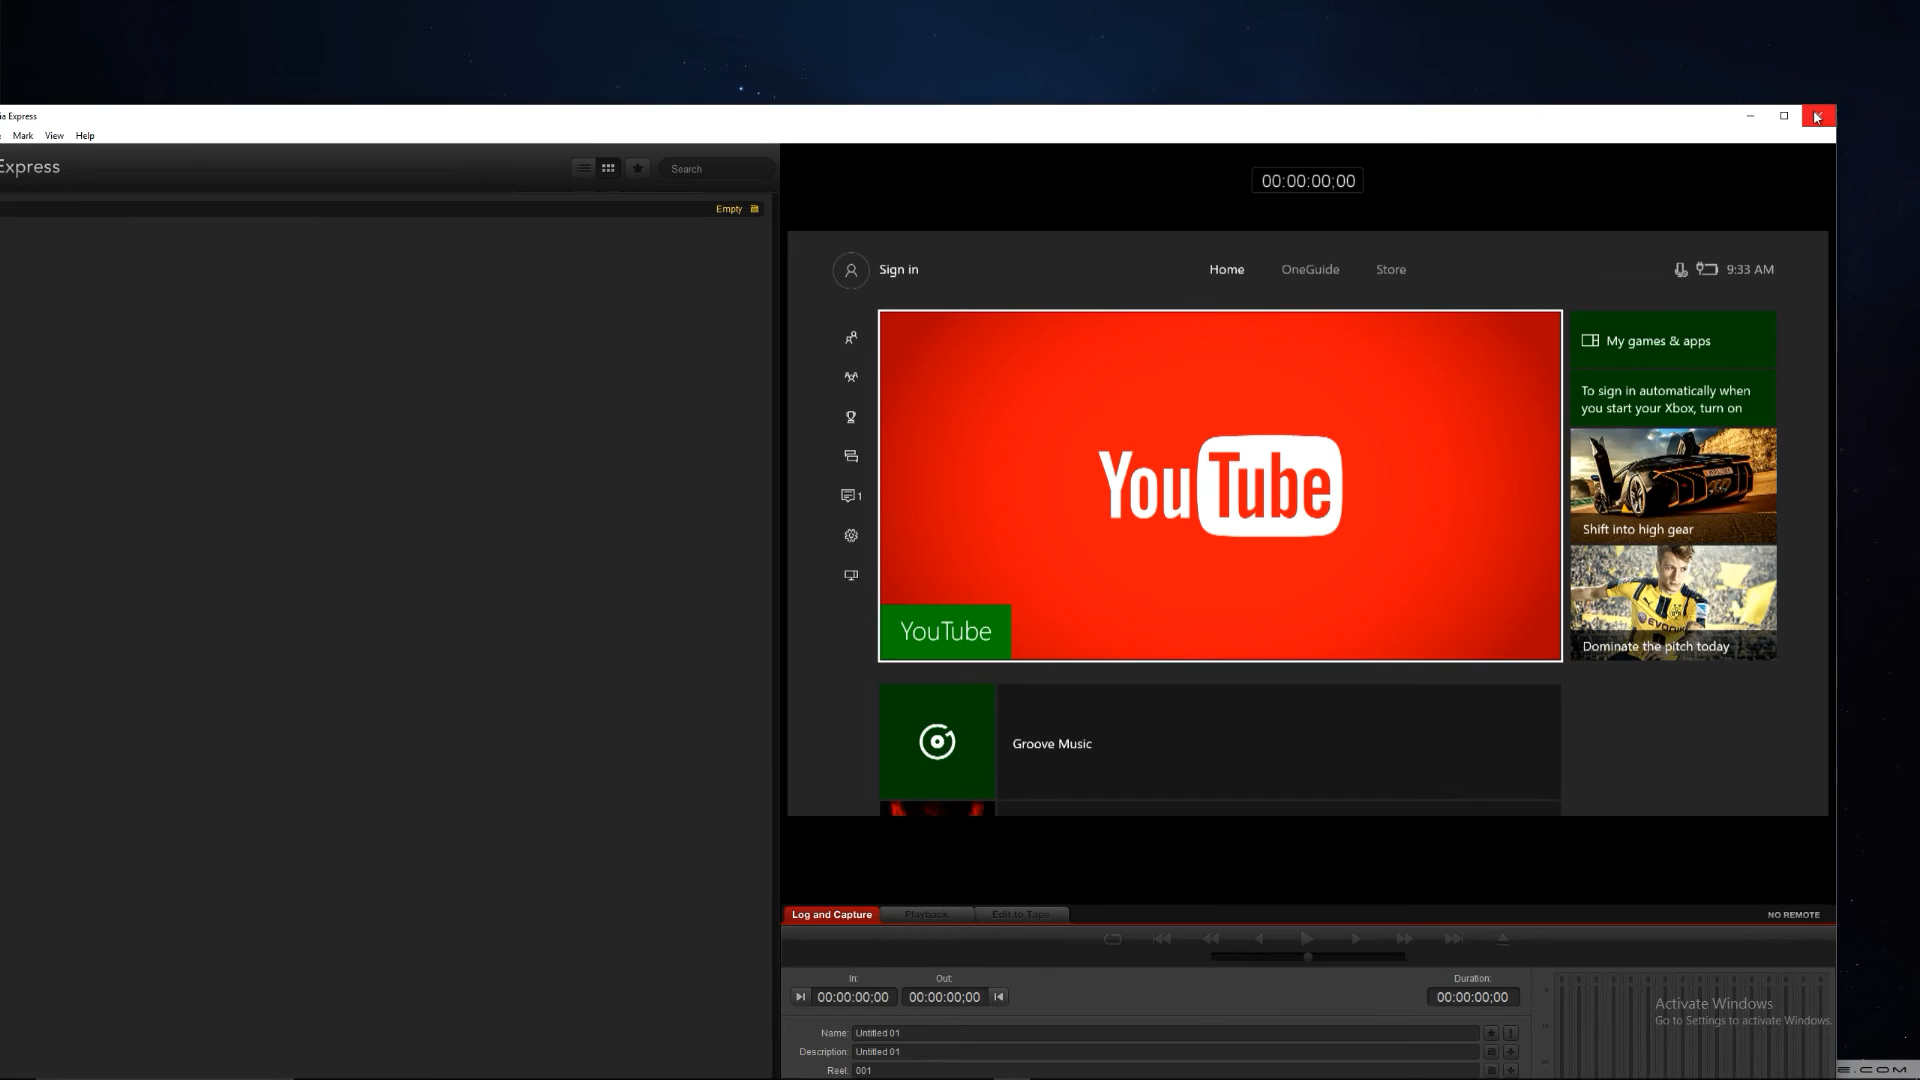 ia Express
Mark View Help
Express
Search
Empty
00:00:00;00
Sign in
Home OneGuide Store
9:33 AM
YouTube
YouTube
My games & apps
To sign in automatically when
you start your Xbox, turn on
Shift into high gear
Dominate the pitch today
1
Groove Music
Log and Capture Playback Edit to Tape
NO REMOTE
In: Out: Duration:
00:00:00;00 00:00:00;00 00:00:00;00
Name: Untitled 01
Description: Untitled 01
Reel: 001
Activate Windows
Go to Settings to activate Windows.
E.COM